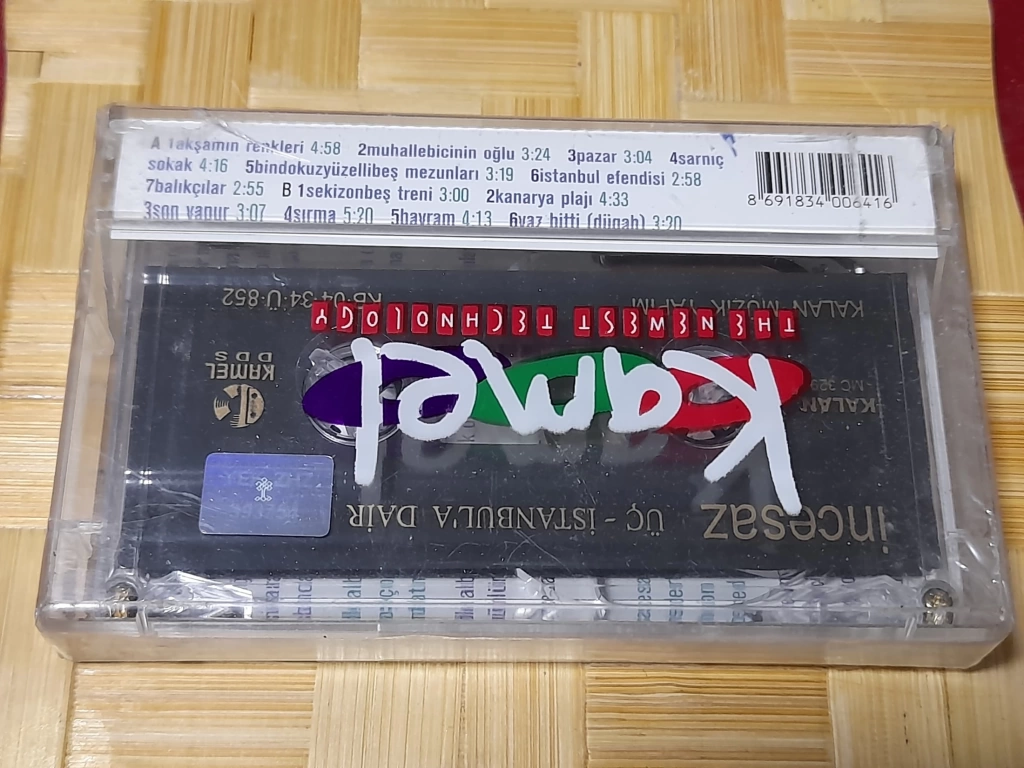 A 1akşamın renkleri 4:58 2muhallebicinin oğlu 3:24 3pazar 3:04 4sarnıç
sokak 4:16 5bindokuzyüzellibeş mezunları 3:19 6istanbul efendisi 2:58
7balıkçılar 2:55 B 1sekizonbeş treni 3:00 2kanarya plajı 4:33
3son vapur 3:07 4sırma 5:20 5bayram 4:13 6yaz bitti (dügah) 3:20
8 691834 006416
incesaz
ÜÇ - İSTANBUL'A DAİR
Kamel
KALAN
KAMEL
DDS
THE NEWEST TECHNOLOGY
KALAN MÜZİK YAPIM
KB·04·34·Ü·852